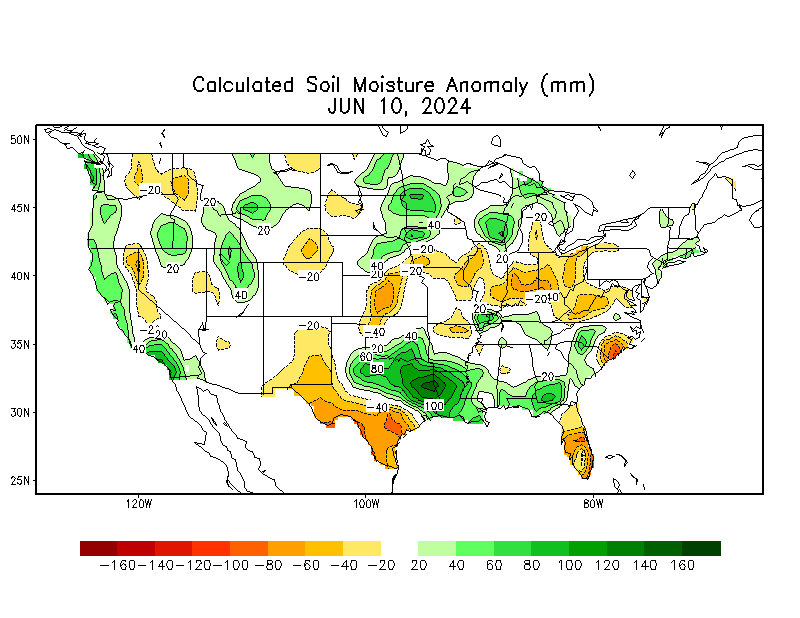 Calculated Soil Moisture Anomaly (mm)
JUN 10, 2024
50N
45N
40N
35N
30N
25N
120W 100W 80W
-20 20 20 20 40 -20 -20 20 40
-40 -20 -20 20 -20 20
40 20 -20 -40 -20 -40 20 60 80 -40 100 20
-160 -140 -120 -100 -80 -60 -40 -20 20 40 60 80 100 120 140 160